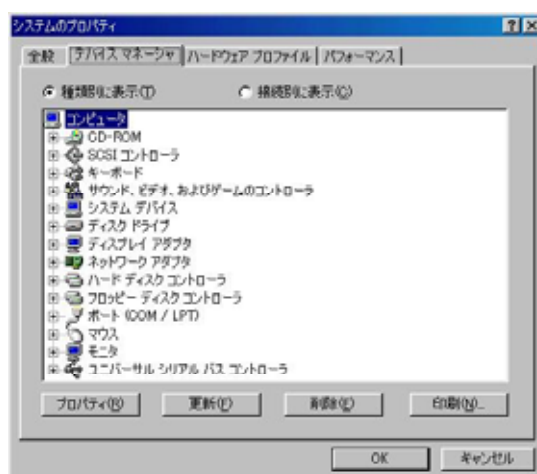 システムのプロパティ
全般 デバイス マネージャ ハードウェア プロファイル パフォーマンス
種類別に表示(T) 接続別に表示(C)
コンピュータ
CD-ROM
SCSI コントローラ
キーボード
サウンド、ビデオ、およびゲームのコントローラ
システム デバイス
ディスク ドライブ
ディスプレイ アダプタ
ネットワーク アダプタ
ハード ディスク コントローラ
フロッピー ディスク コントローラ
ポート (COM / LPT)
マウス
モニタ
ユニバーサル シリアル バス コントローラ
プロパティ(R) 更新(F) 削除(E) 印刷(N)...
OK キャンセル